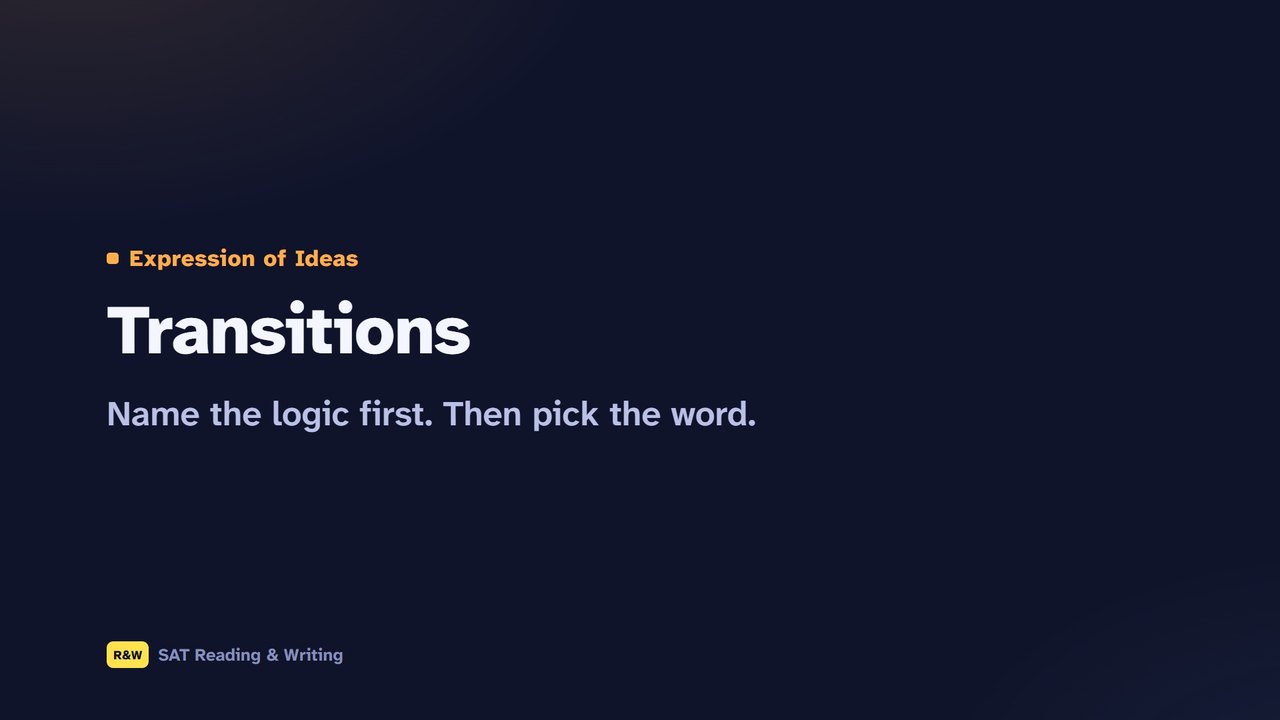 Expression of Ideas
Transitions
Name the logic first. Then pick the word.
R&W SAT Reading & Writing